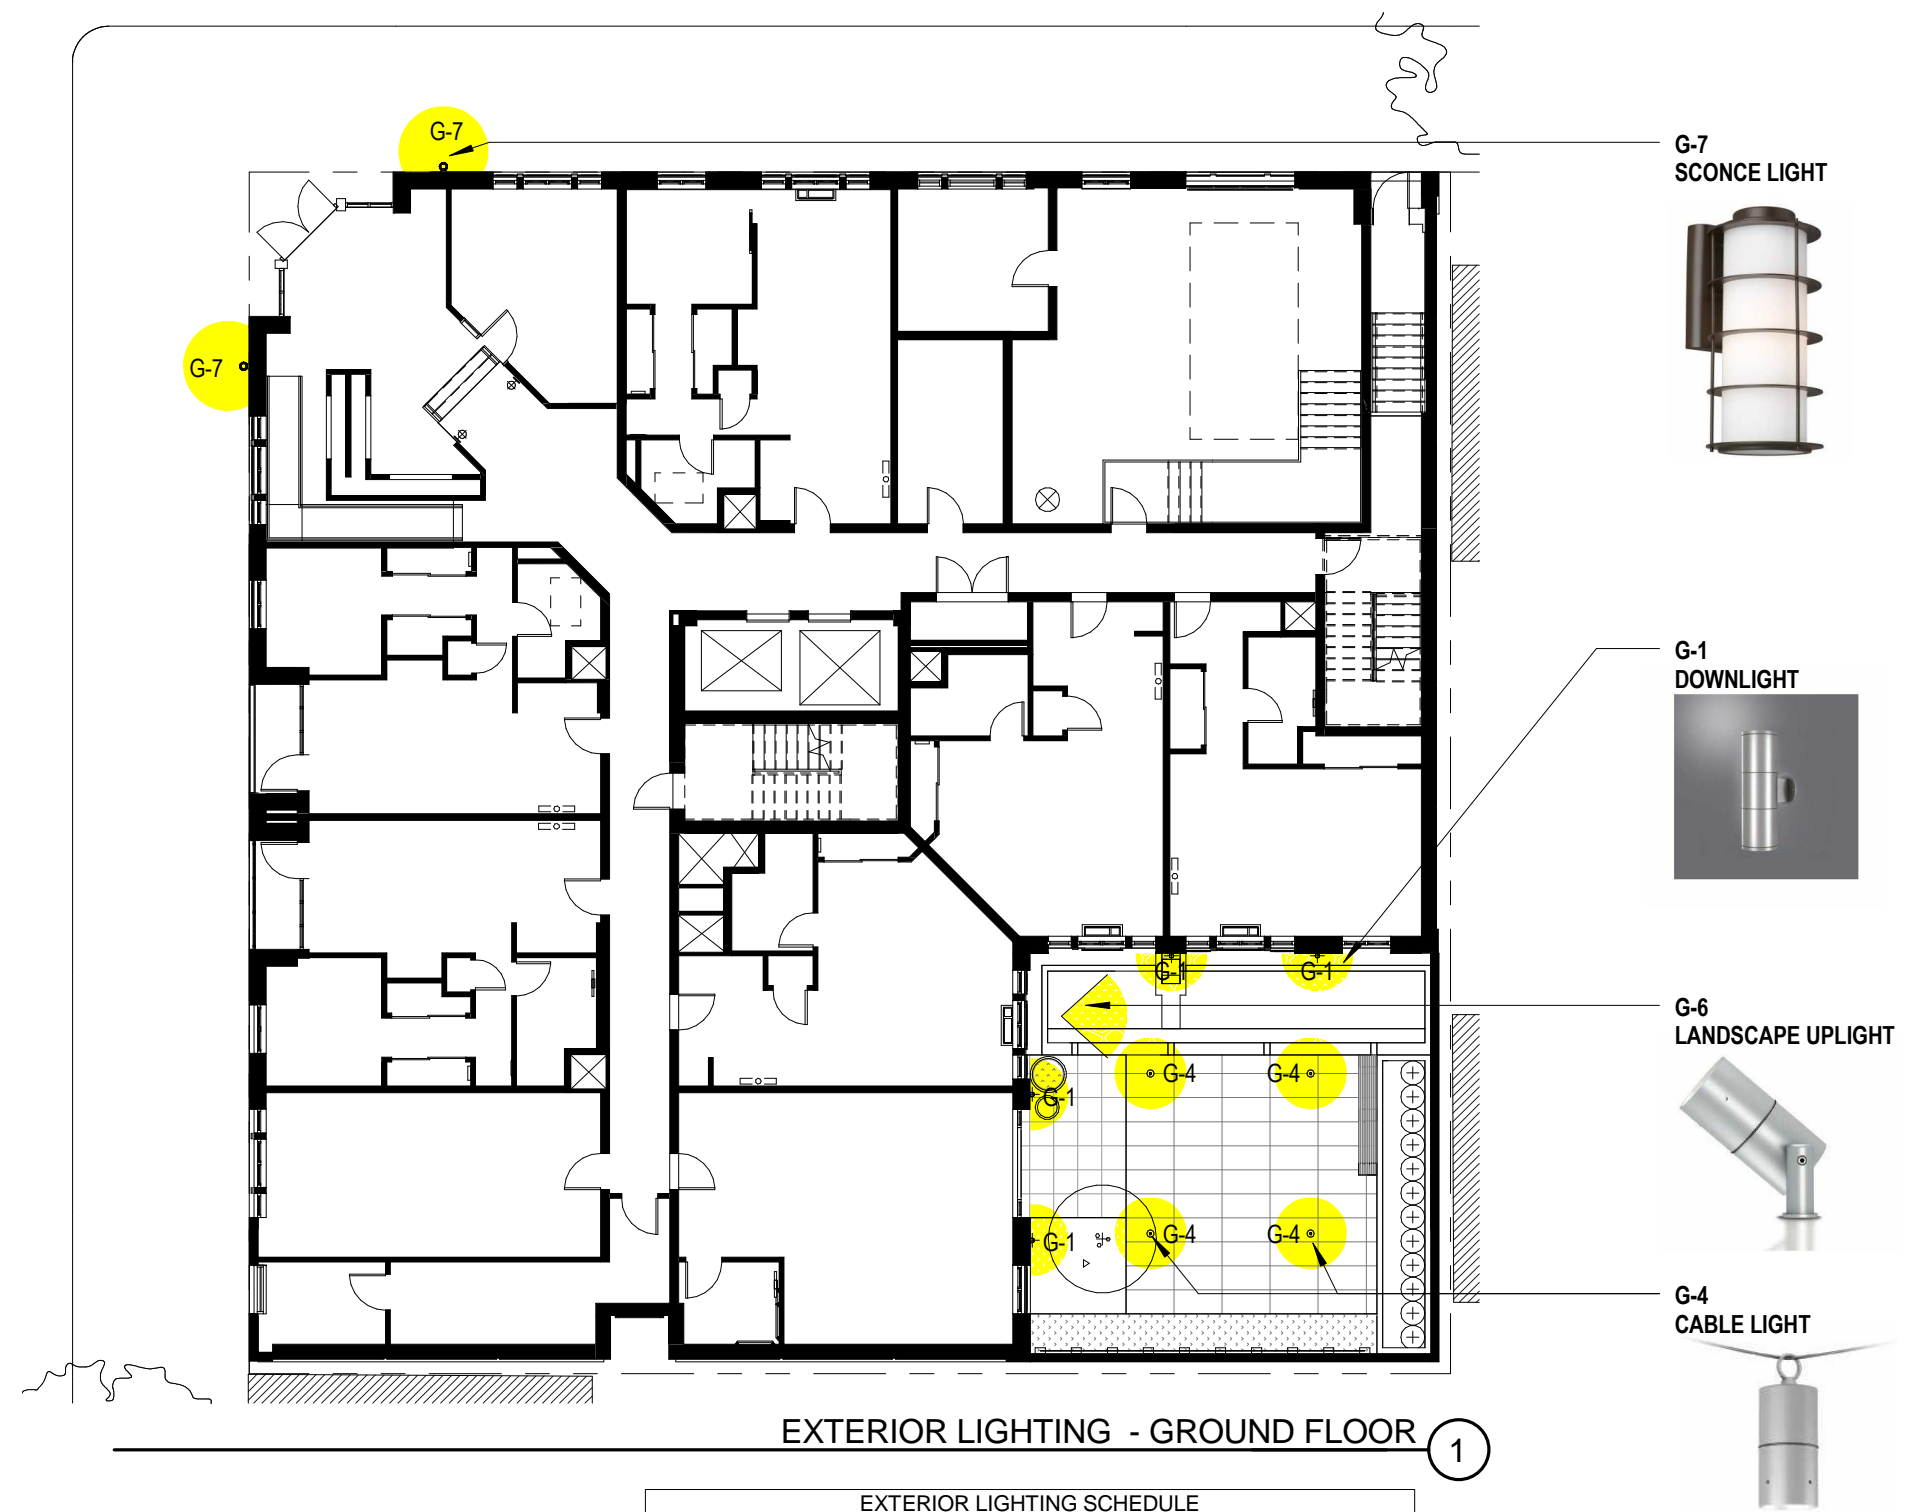 G-7
G-7
SCONCE LIGHT
G-7
G-1
DOWNLIGHT
G-1
G-1
G-6
LANDSCAPE UPLIGHT
G-4
G-4
G-1
G-4
G-4
G-1
G-4
CABLE LIGHT
EXTERIOR LIGHTING - GROUND FLOOR
1
EXTERIOR LIGHTING SCHEDULE